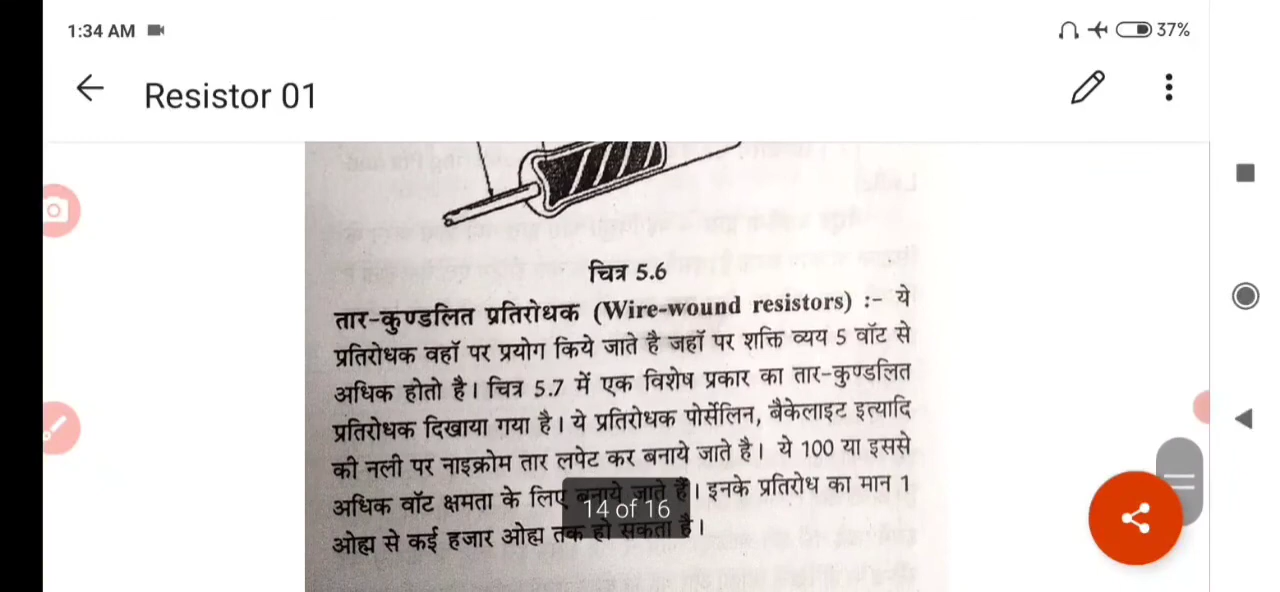 1:34 AM
37%
Resistor 01
चित्र 5.6
तार-कुण्डलित प्रतिरोधक (Wire-wound resistors) :- ये
प्रतिरोधक वहॉ पर प्रयोग किये जाते है जहॉ पर शक्ति व्यय 5 वॉट से
अधिक होतो है। चित्र 5.7 में एक विशेष प्रकार का तार-कुण्डलित
प्रतिरोधक दिखाया गया है। ये प्रतिरोधक पोर्सेलिन, बैकेलाइट इत्यादि
की नली पर नाइक्रोम तार लपेट कर बनाये जाते है। ये 100 या इससे
अधिक वॉट क्षमता के लिए बनाये जाते हैं। इनके प्रतिरोध का मान 1
14 of 16
ओह्म से कई हजार ओह्म तक हो सकता है।